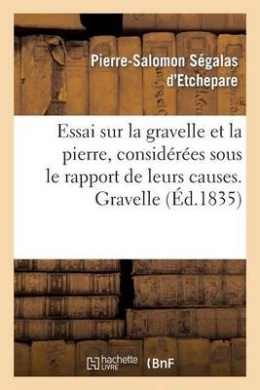 Pierre-Salomon Ségalas
d'Etchepare
Essai sur la gravelle et la pierre, considérées sous
le rapport de leurs causes. Gravelle (Éd.1835)
hachette
LIVRE
{BnF